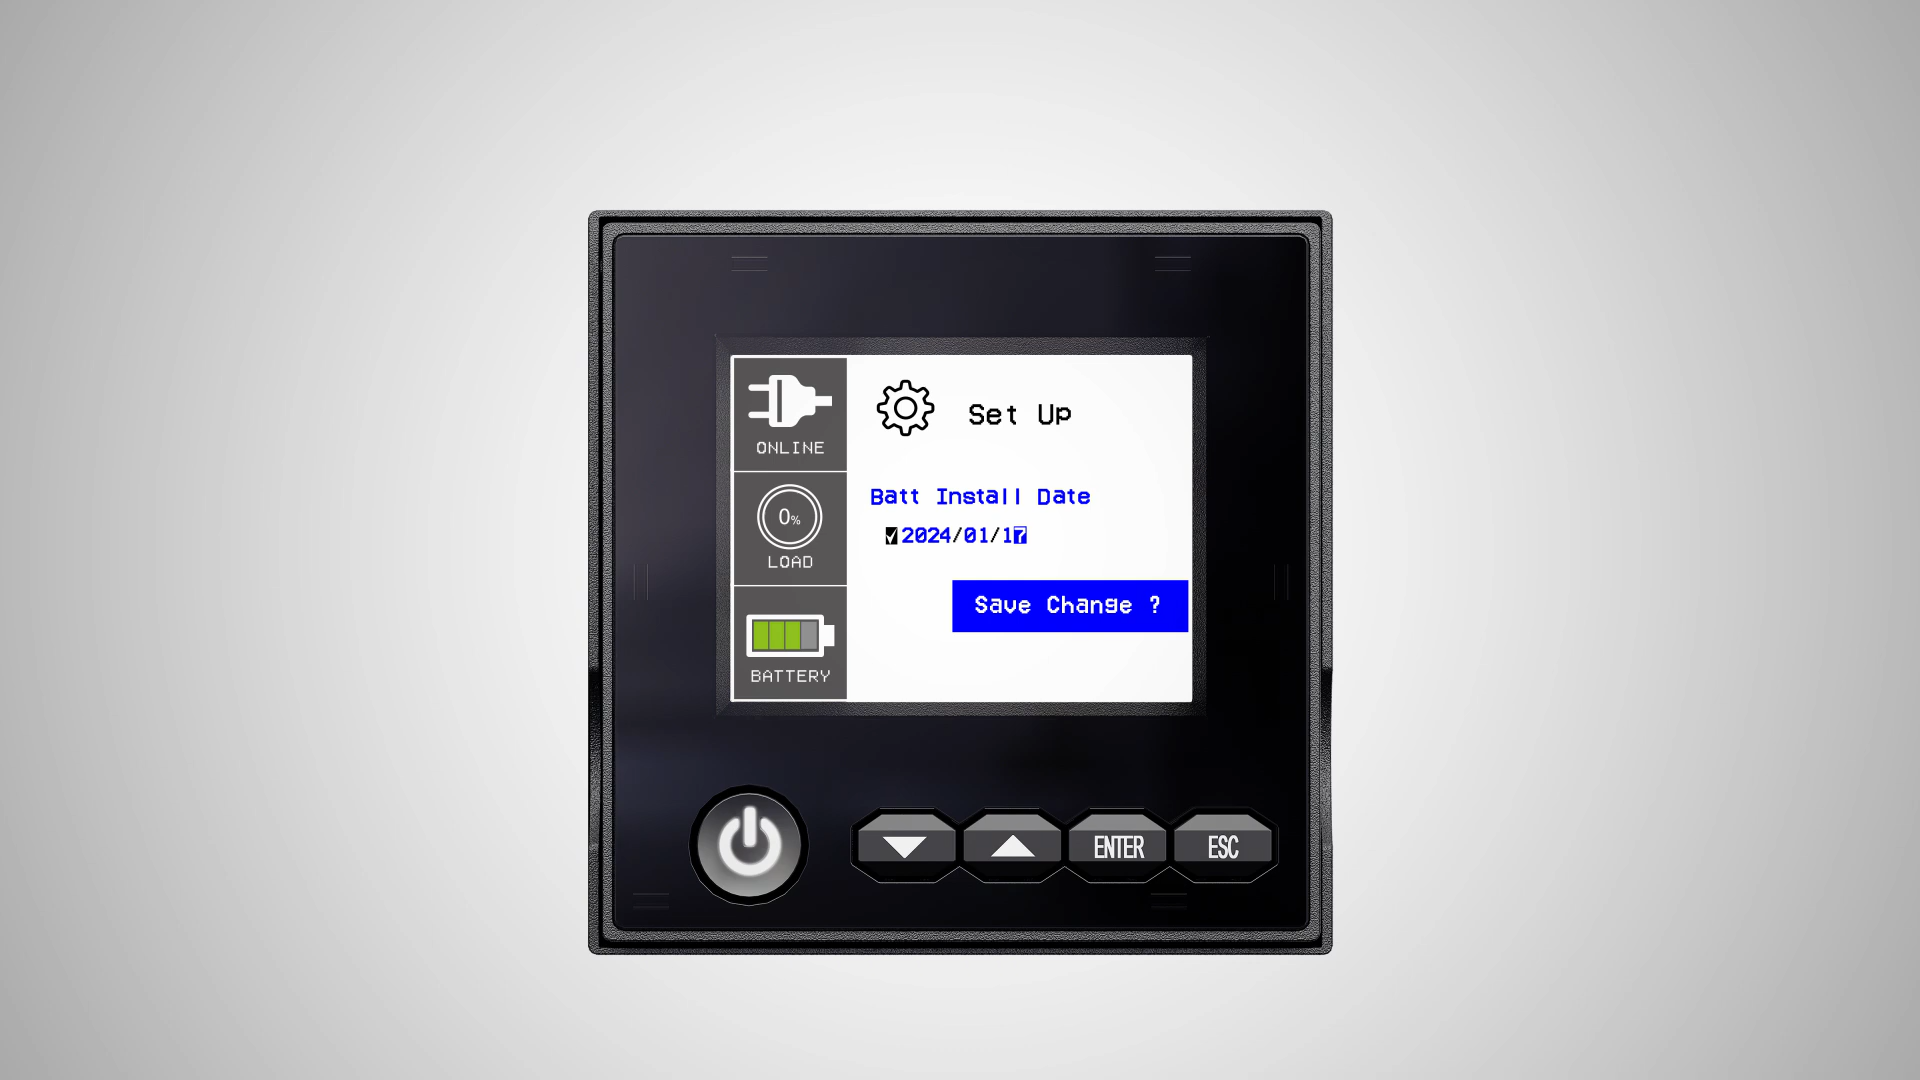 ONLINE
0%
LOAD
BATTERY
Set Up
Batt Install Date
2024/01/17
Save Change ?
ENTER
ESC